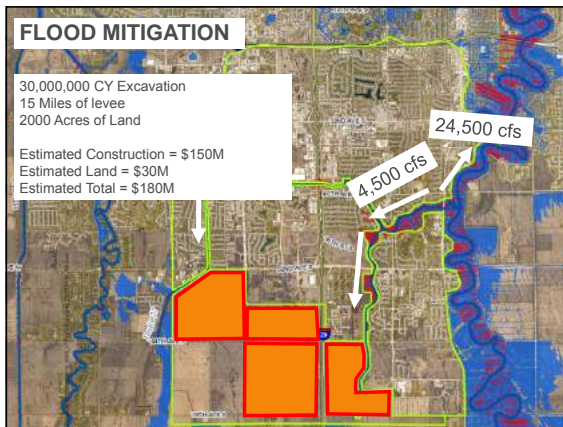 FLOOD MITIGATION
30,000,000 CY Excavation
15 Miles of levee
2000 Acres of Land
Estimated Construction = $150M
Estimated Land = $30M
Estimated Total = $180M
24,500 cfs
4,500 cfs
29